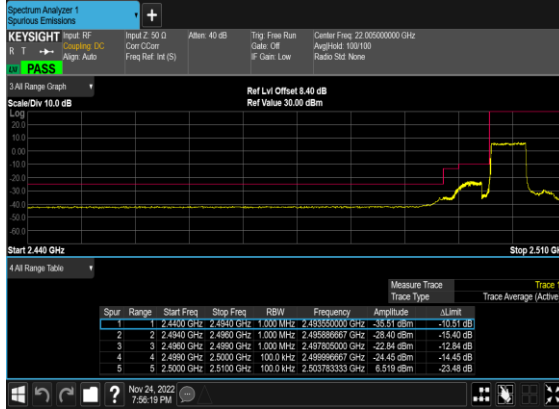 Spectrum Analyzer 1
Spurious Emissions
KEYSIGHT Input: RF Input Z: 50 Ω Atten: 40 dB Trig: Free Run Center Freq: 22.005000000 GHz
R T Coupling: DC Corr CCorr Gate: Off Avg|Hold: 100/100
Align: Auto Freq Ref: Int (S) IF Gain: Low Radio Std: None
PASS
3 All Range Graph
Ref Lvl Offset 8.40 dB
Scale/Div 10.0 dB Ref Value 30.00 dBm
Log
20.0
10.0
0.00
-10.0
-20.0
-30.0
-40.0
-50.0
-60.0
Start 2.440 GHz Stop 2.510 GH
4 All Range Table
Measure Trace Trace 1
Trace Type Trace Average (Active
Spur Range Start Freq Stop Freq RBW Frequency Amplitude ΔLimit
1 1 2.4400 GHz 2.4940 GHz 1.000 MHz 2.493550000 GHz -35.51 dBm -10.51 dB
2 2 2.4940 GHz 2.4960 GHz 1.000 MHz 2.495886667 GHz -28.40 dBm -15.40 dB
3 3 2.4960 GHz 2.4990 GHz 1.000 MHz 2.497805000 GHz -22.84 dBm -12.84 dB
4 4 2.4990 GHz 2.5000 GHz 100.0 kHz 2.499996667 GHz -24.45 dBm -14.45 dB
5 5 2.5000 GHz 2.5100 GHz 100.0 kHz 2.503783333 GHz 6.519 dBm -23.48 dB
Nov 24, 2022
7:56:19 PM